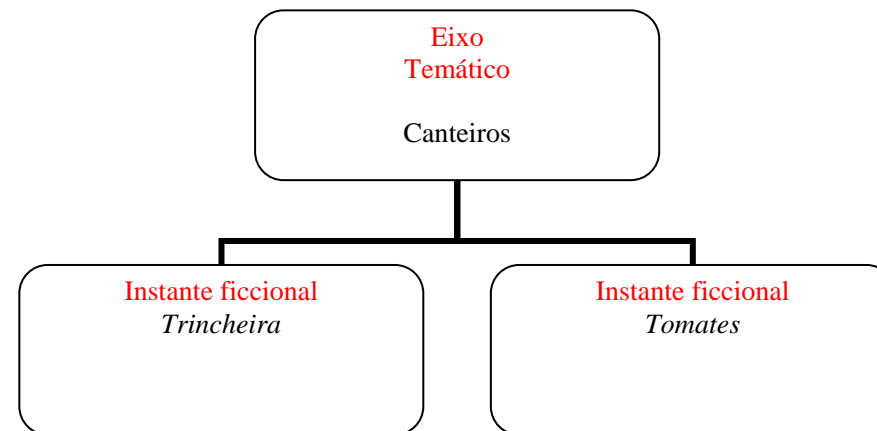 Eixo
Temático
Canteiros
Instante ficcional
Trincheira
Instante ficcional
Tomates